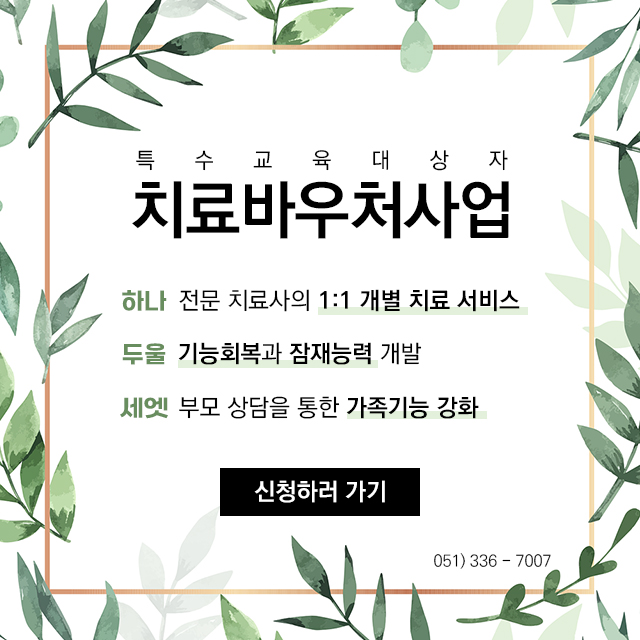 특수교육대상자
치료바우처사업
하나 전문 치료사의 1:1 개별 치료 서비스
두울 기능회복과 잠재능력 개발
세엣 부모 상담을 통한 가족기능 강화
신청하러 가기
051) 336 - 7007